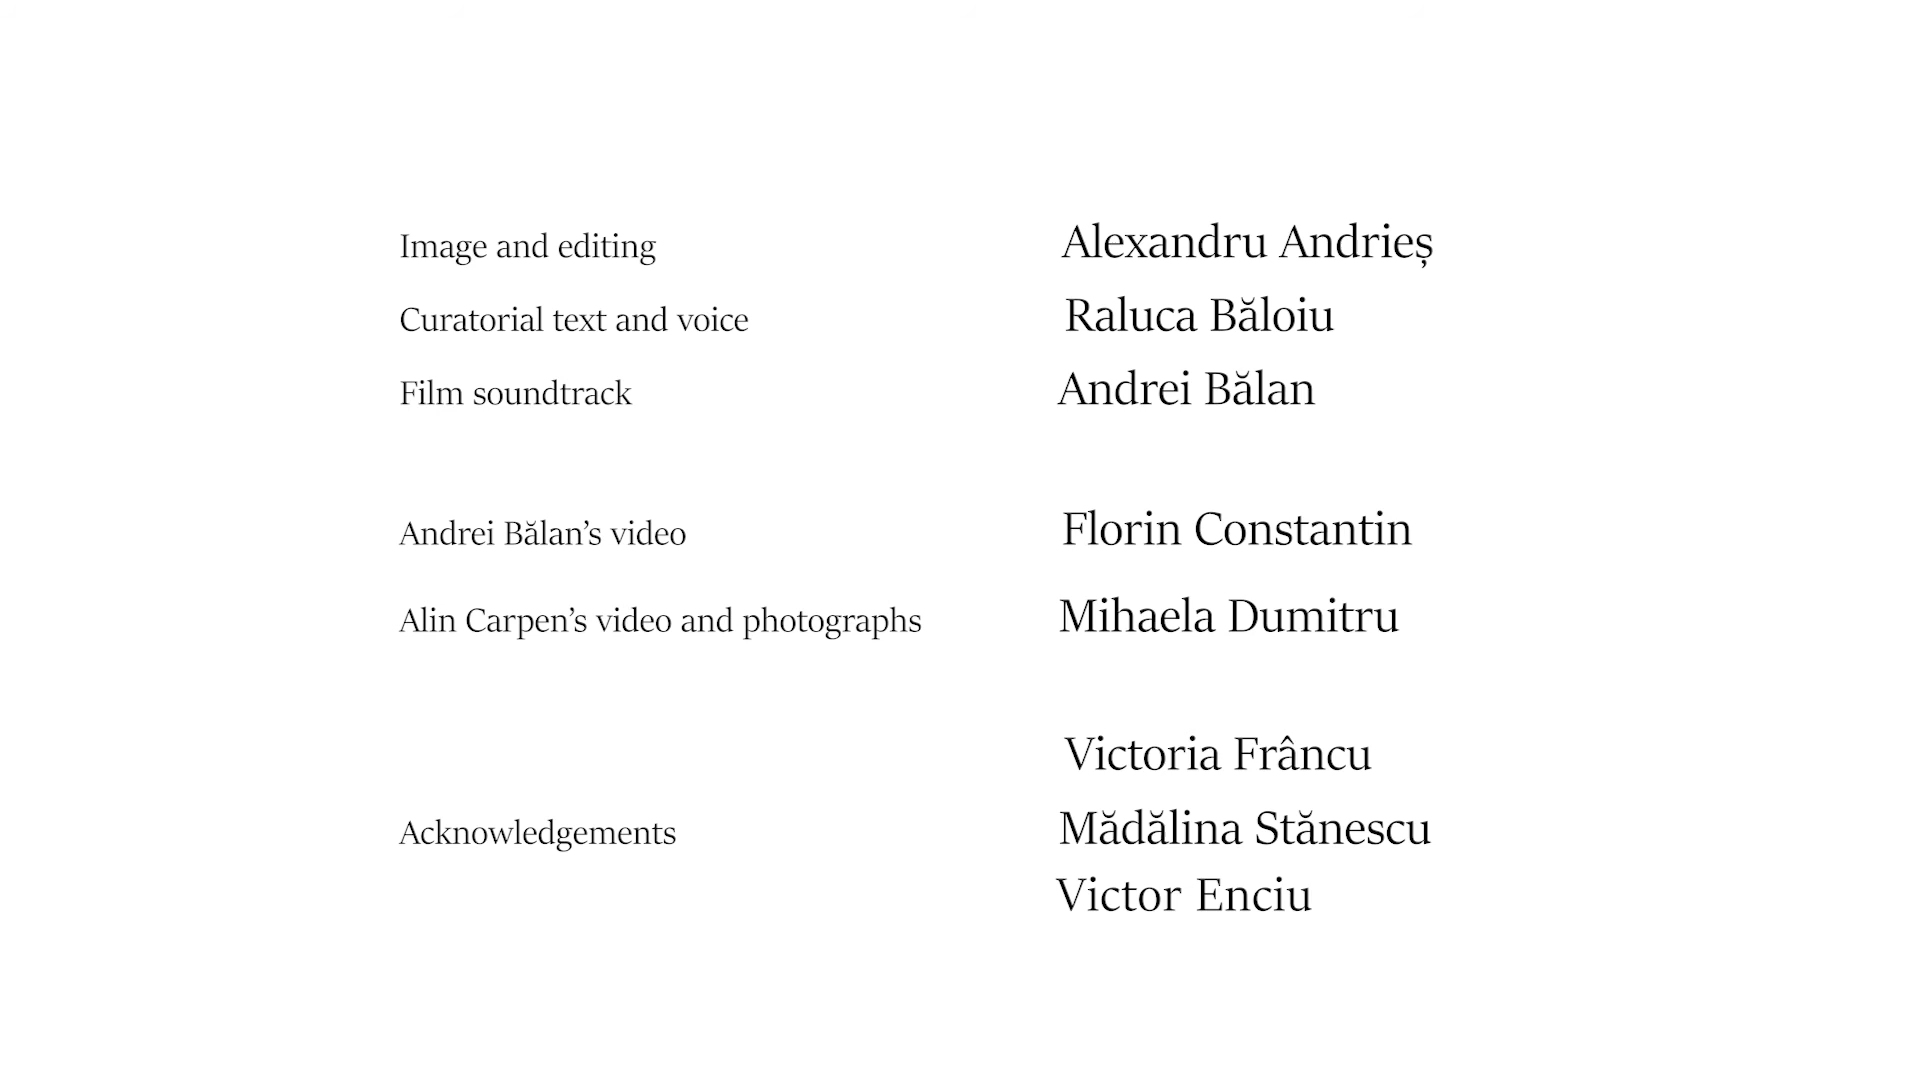 Image and editing Alexandru Andrieș
Curatorial text and voice Raluca Băloiu
Film soundtrack Andrei Bălan
Andrei Bălan’s video Florin Constantin
Alin Carpen’s video and photographs Mihaela Dumitru
Victoria Frâncu
Acknowledgements Mădălina Stănescu
Victor Enciu